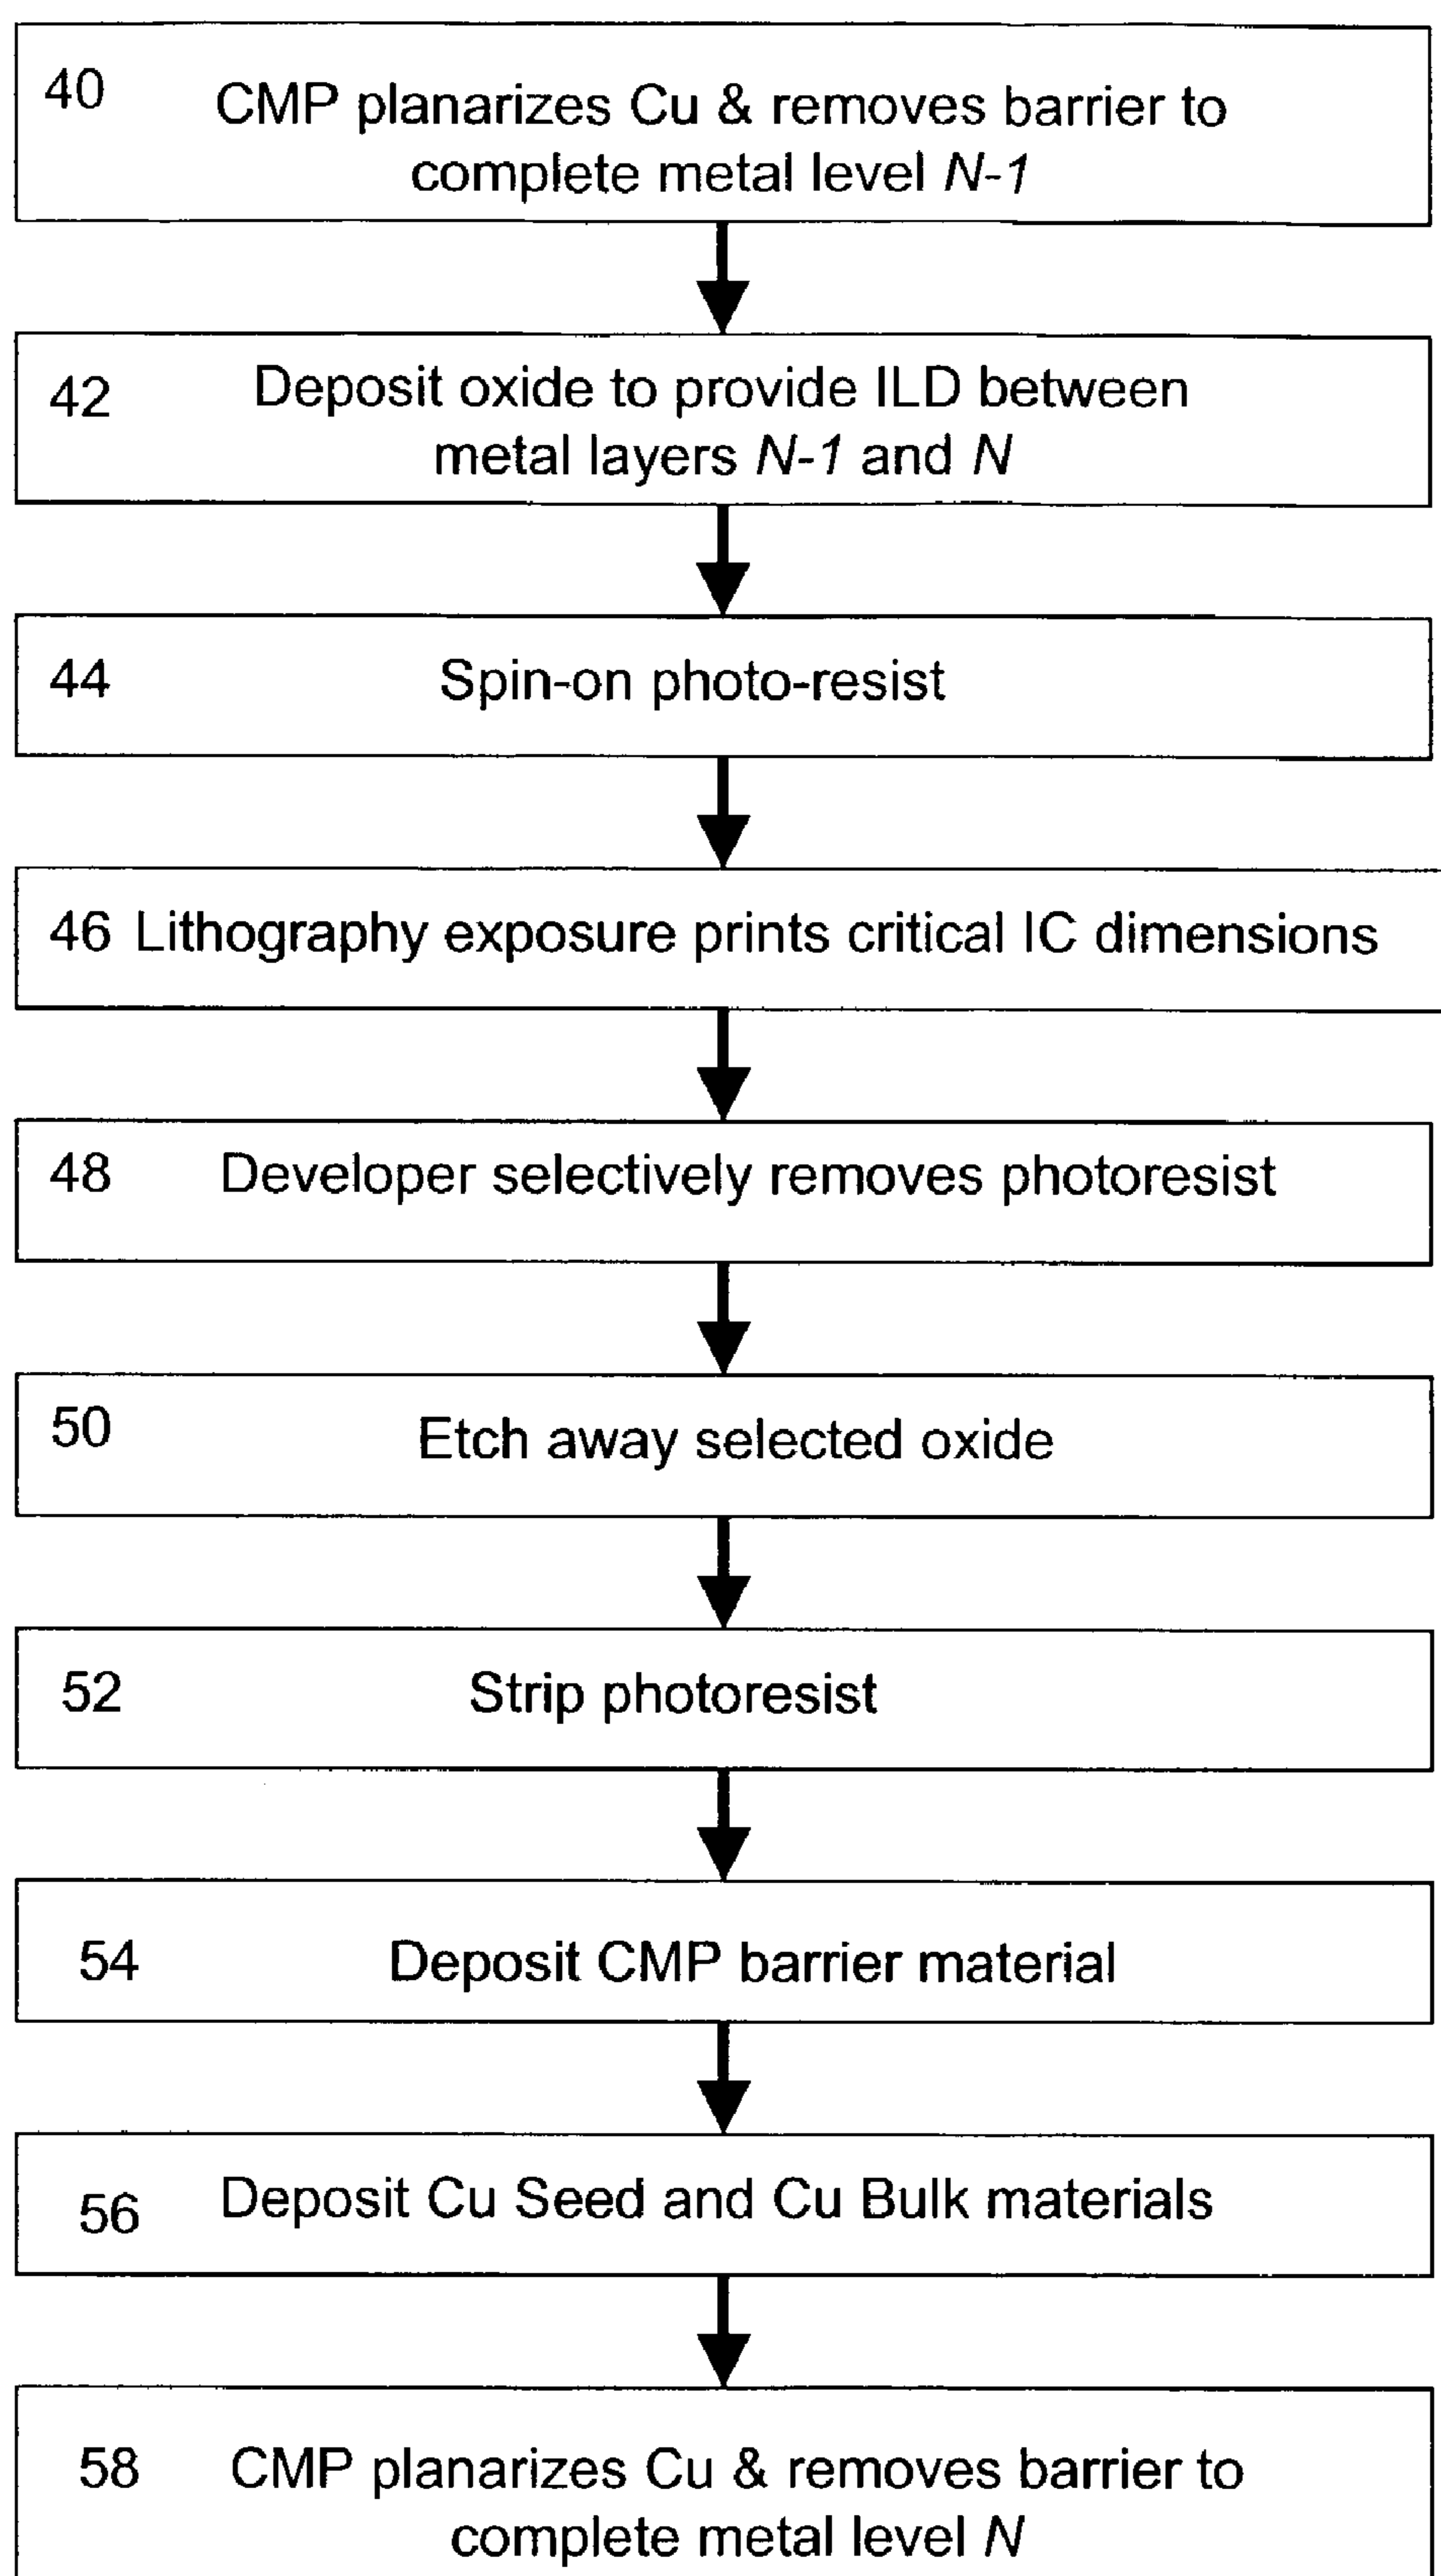 40 CMP planarizes Cu & removes barrier to
complete metal level N-1
42 Deposit oxide to provide ILD between
metal layers N-1 and N
44 Spin-on photo-resist
46 Lithography exposure prints critical IC dimensions
48 Developer selectively removes photoresist
50 Etch away selected oxide
52 Strip photoresist
54 Deposit CMP barrier material
56 Deposit Cu Seed and Cu Bulk materials
58 CMP planarizes Cu & removes barrier to
complete metal level N